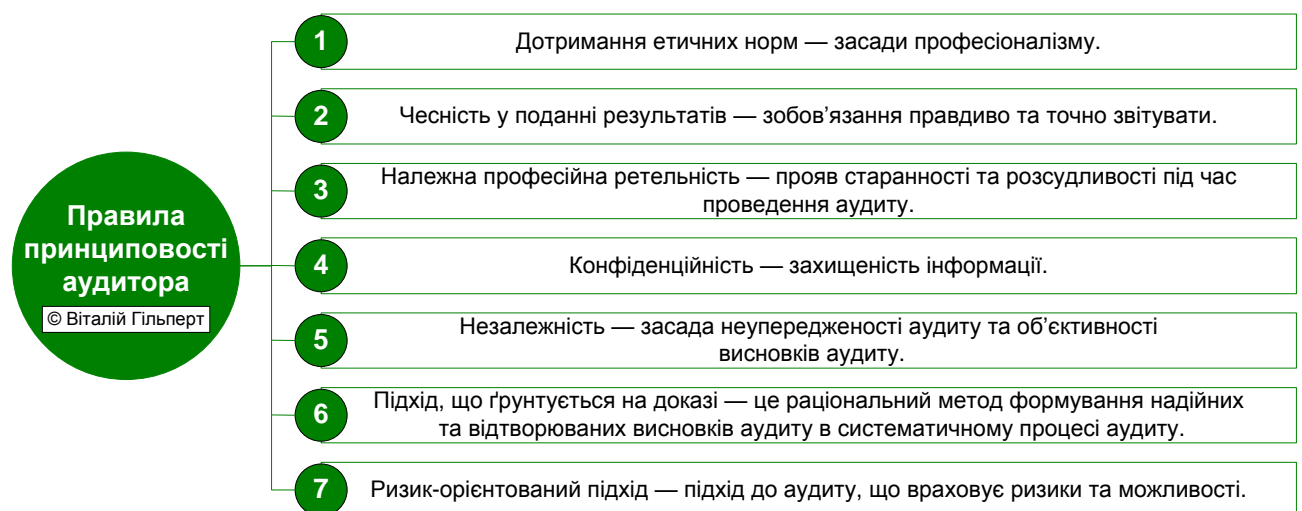 Правила
принциповості
аудитора
© Віталій Гільперт
1
Дотримання етичних норм — засади професіоналізму.
2
Чесність у поданні результатів — зобов’язання правдиво та точно звітувати.
3
Належна професійна ретельність — прояв старанності та розсудливості під час
проведення аудиту.
4
Конфіденційність — захищеність інформації.
5
Незалежність — засада неупередженості аудиту та об’єктивності
висновків аудиту.
6
Підхід, що ґрунтується на доказі — це раціональний метод формування надійних
та відтворюваних висновків аудиту в систематичному процесі аудиту.
7
Ризик-орієнтований підхід — підхід до аудиту, що враховує ризики та можливості.